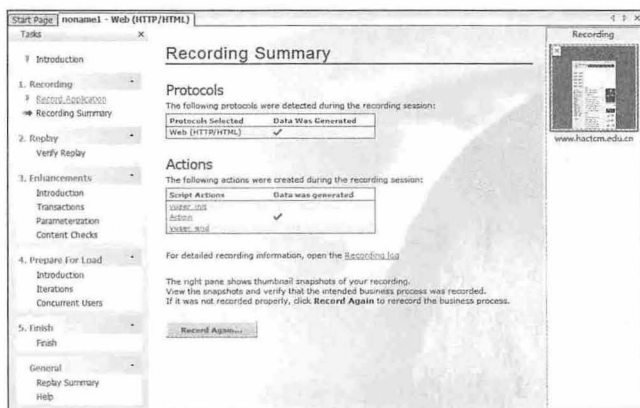 Start Page
noname1 - Web (HTTP/HTML)
Tasks
Introduction
1. Recording
Record Application
Recording Summary
2. Replay
Verify Replay
3. Enhancements
Introduction
Transactions
Parameterization
Content Checks
4. Prepare For Load
Introduction
Iterations
Concurrent Users
5. Finish
Finish
General
Replay Summary
Help
Recording Summary
Protocols
The following protocols were detected during the recording session:
Protocols Selected Data Was Generated
Web (HTTP/HTML) ✓
Actions
The following actions were created during the recording session:
Script Actions Data was generated
vuser_init
Action ✓
vuser_end
For detailed recording information, open the Recording log
The right pane shows thumbnail snapshots of your recording.
View the snapshots and verify that the intended business process was recorded.
If it was not recorded properly, click Record Again to rerecord the business process.
Record Again...
Recording
www.hactcm.edu.cn